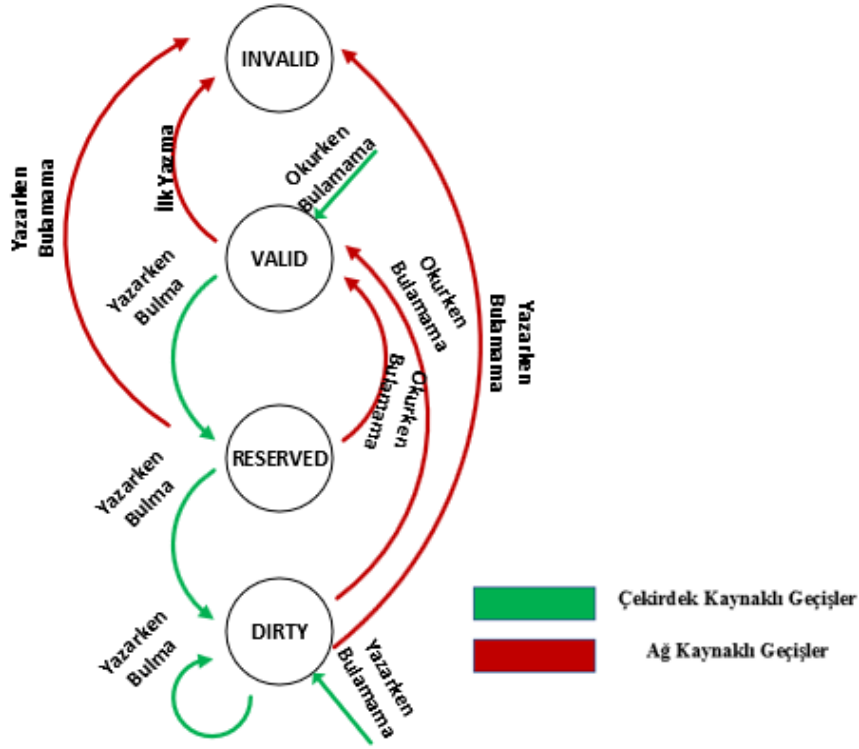 INVALID
Yazarken
Bulamama
İlk Yazma
Okurken
Bulamama
VALID
Yazarken
Bulma
Okurken
Bulamama
Yazarken
Bulamama
Okurken
Bulamama
RESERVED
Yazarken
Bulma
DIRTY
Yazarken
Bulma
Yazarken
Bulamama
Çekirdek Kaynaklı Geçişler
Ağ Kaynaklı Geçişler